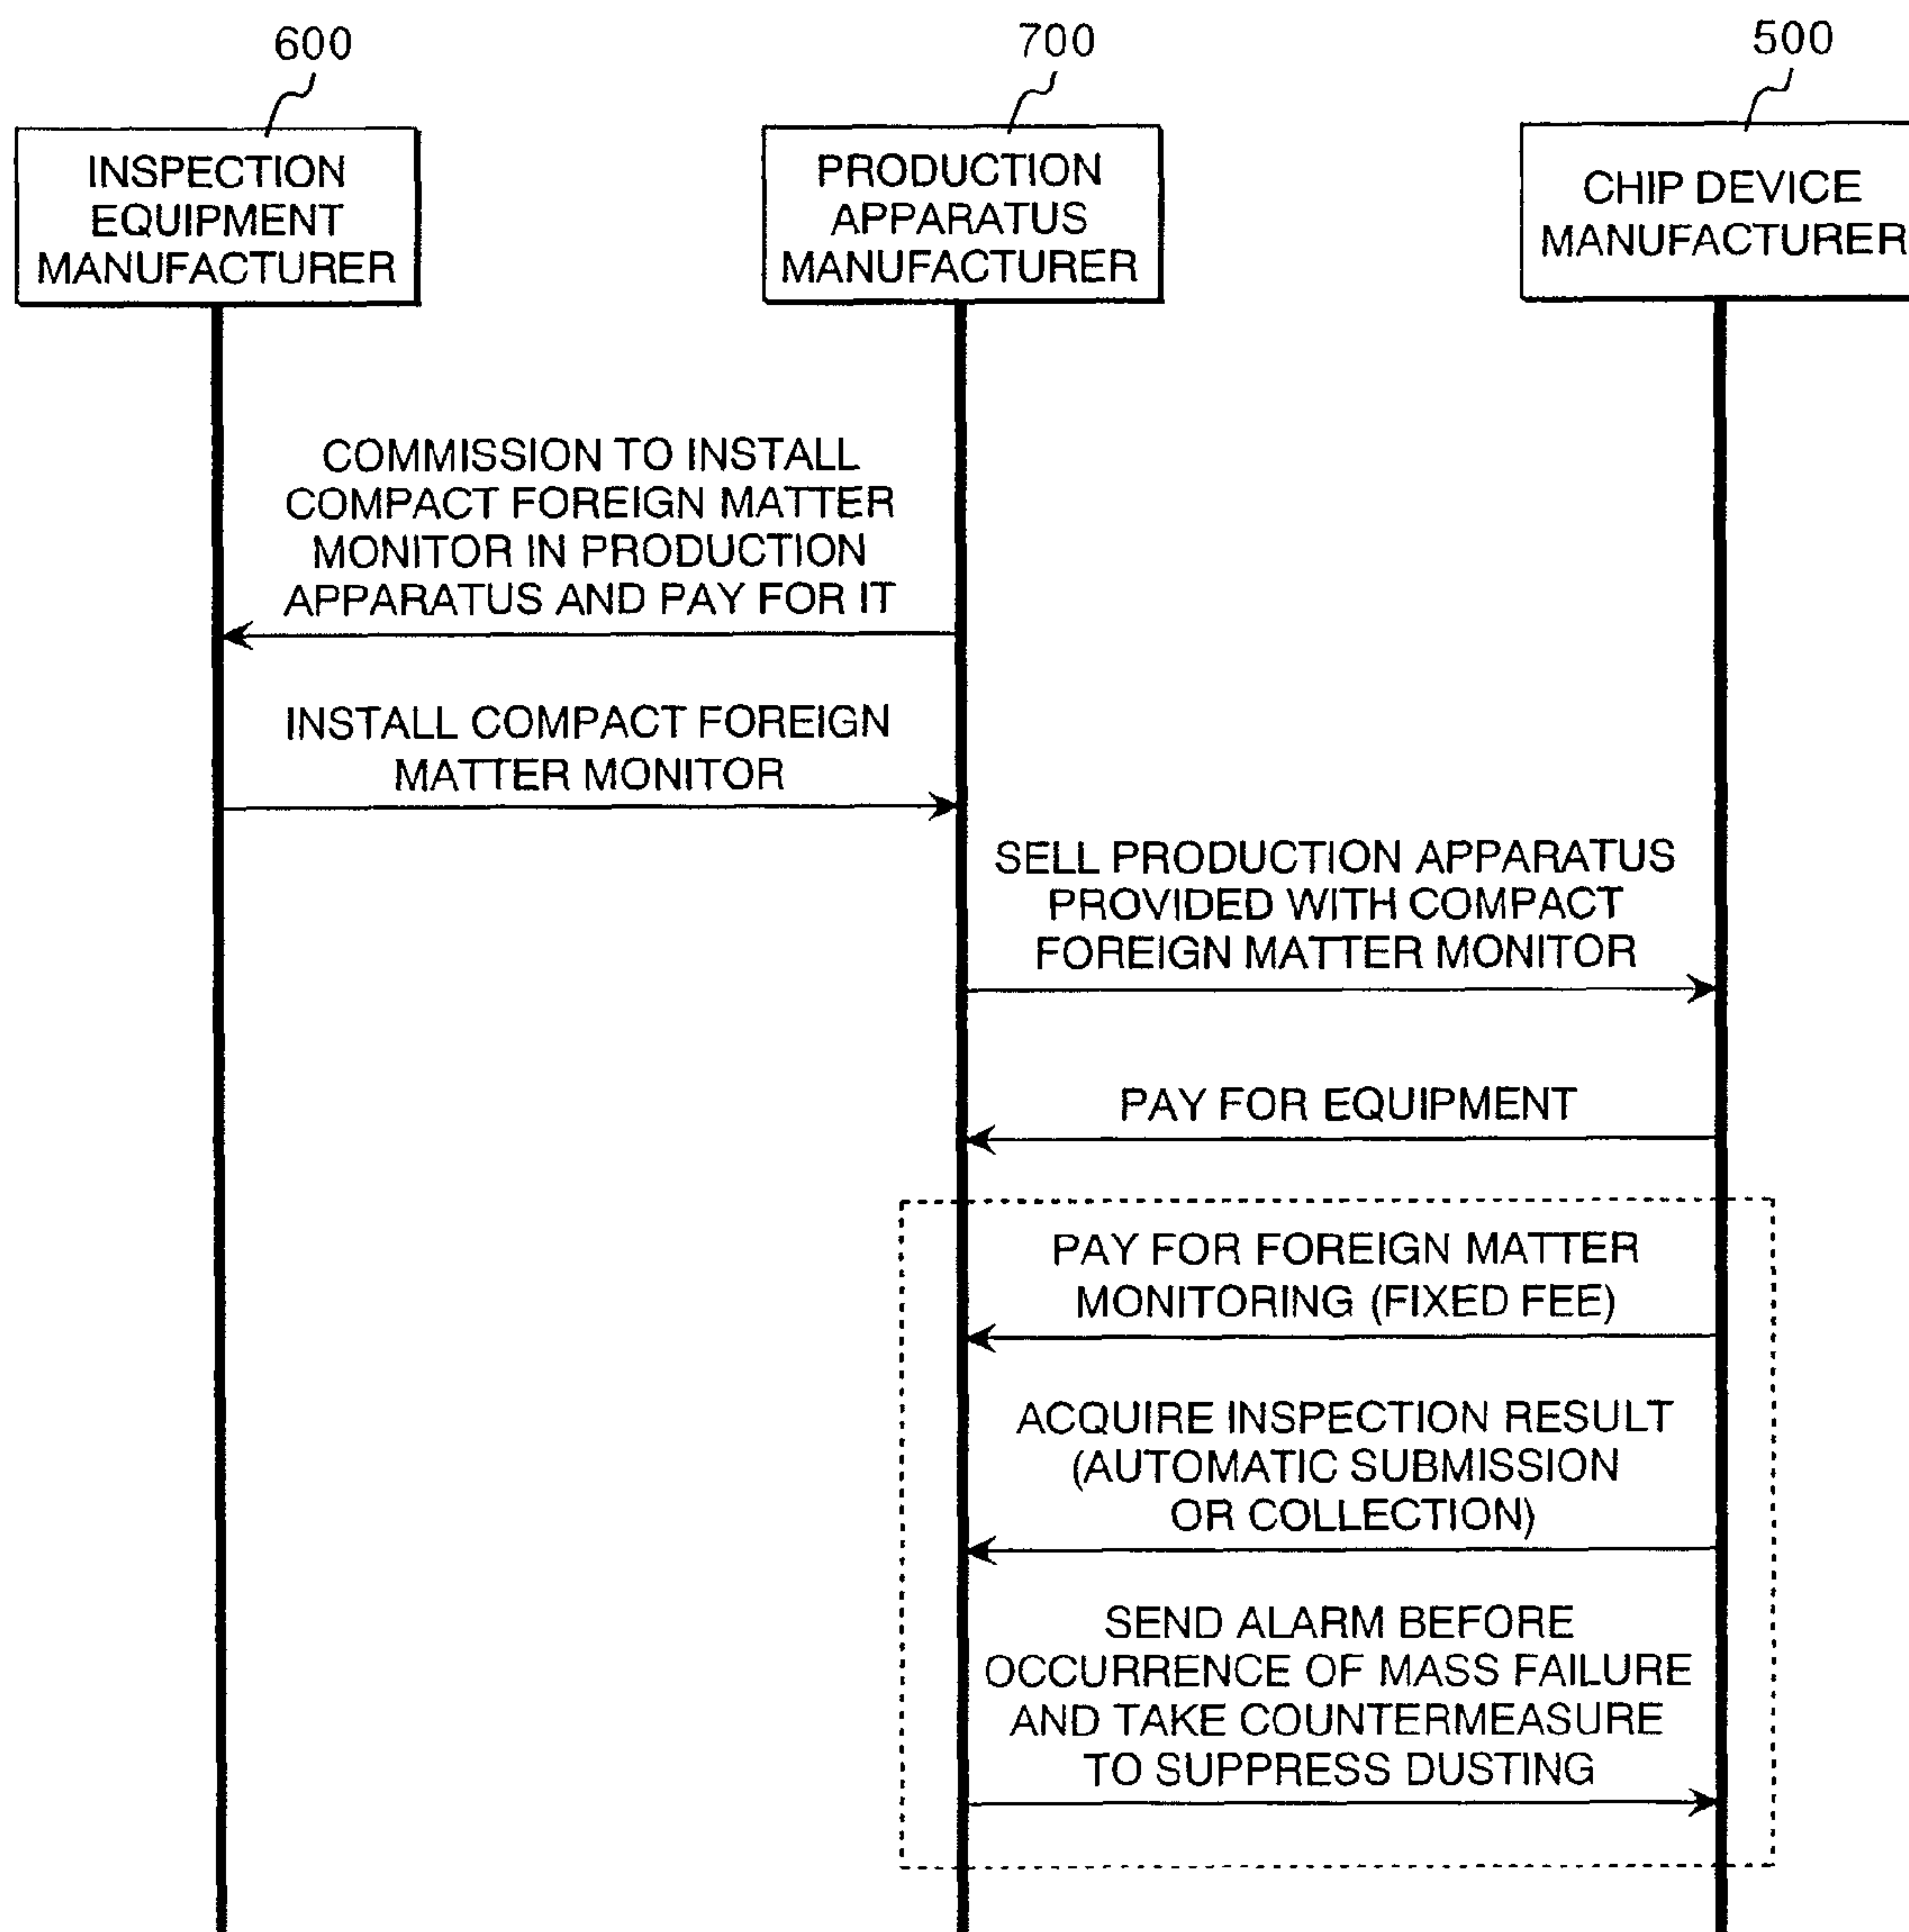 600
700
500
INSPECTION
EQUIPMENT
MANUFACTURER
PRODUCTION
APPARATUS
MANUFACTURER
CHIP DEVICE
MANUFACTURER
COMMISSION TO INSTALL
COMPACT FOREIGN MATTER
MONITOR IN PRODUCTION
APPARATUS AND PAY FOR IT
INSTALL COMPACT FOREIGN
MATTER MONITOR
SELL PRODUCTION APPARATUS
PROVIDED WITH COMPACT
FOREIGN MATTER MONITOR
PAY FOR EQUIPMENT
PAY FOR FOREIGN MATTER
MONITORING (FIXED FEE)
ACQUIRE INSPECTION RESULT
(AUTOMATIC SUBMISSION
OR COLLECTION)
SEND ALARM BEFORE
OCCURRENCE OF MASS FAILURE
AND TAKE COUNTERMEASURE
TO SUPPRESS DUSTING